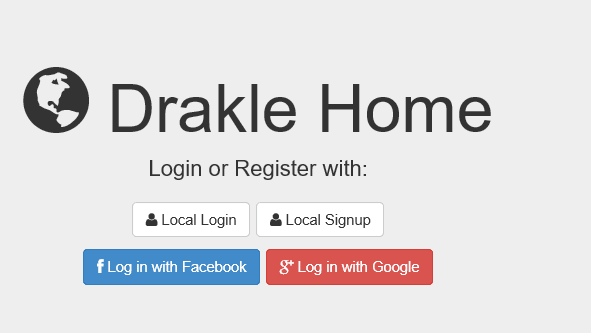 Drakle Home
Login or Register with:
Local Login Local Signup
Log in with Facebook Log in with Google